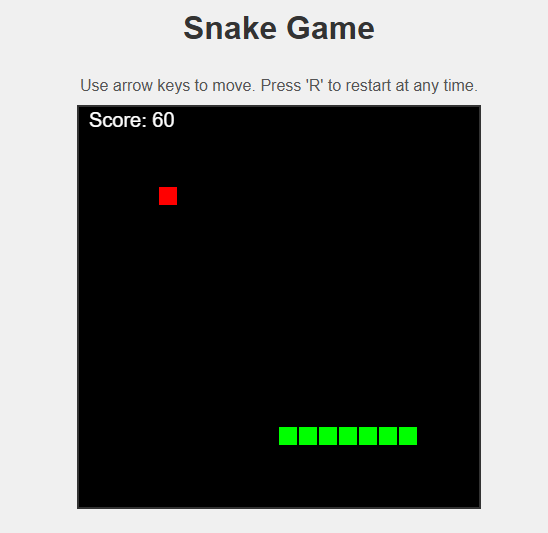 Snake Game
Use arrow keys to move. Press 'R' to restart at any time.
Score: 60